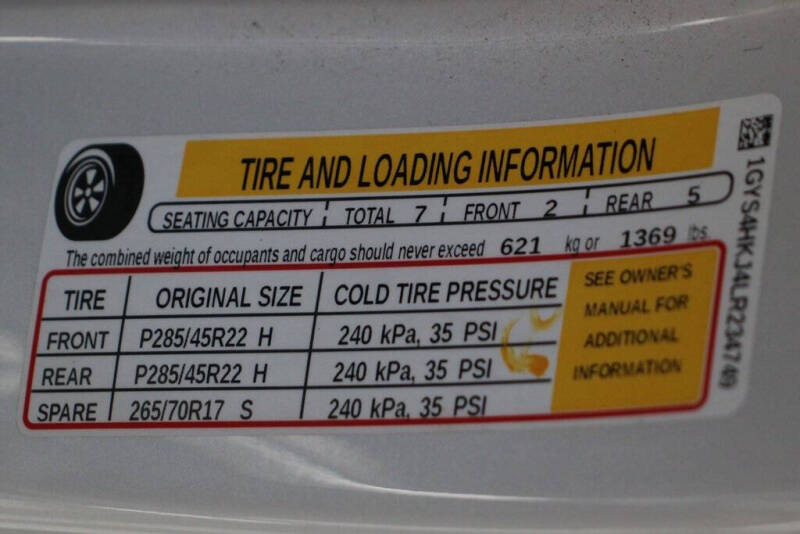 TIRE AND LOADING INFORMATION
SEATING CAPACITY TOTAL 7 FRONT 2 REAR 5
The combined weight of occupants and cargo should never exceed 621 kg or 1369 lbs.
TIRE ORIGINAL SIZE COLD TIRE PRESSURE
FRONT P285/45R22 H 240 kPa, 35 PSI
REAR P285/45R22 H 240 kPa, 35 PSI
SPARE 265/70R17 S 240 kPa, 35 PSI
SEE OWNER'S
MANUAL FOR
ADDITIONAL
INFORMATION
1GYS4HKJ4LR234749